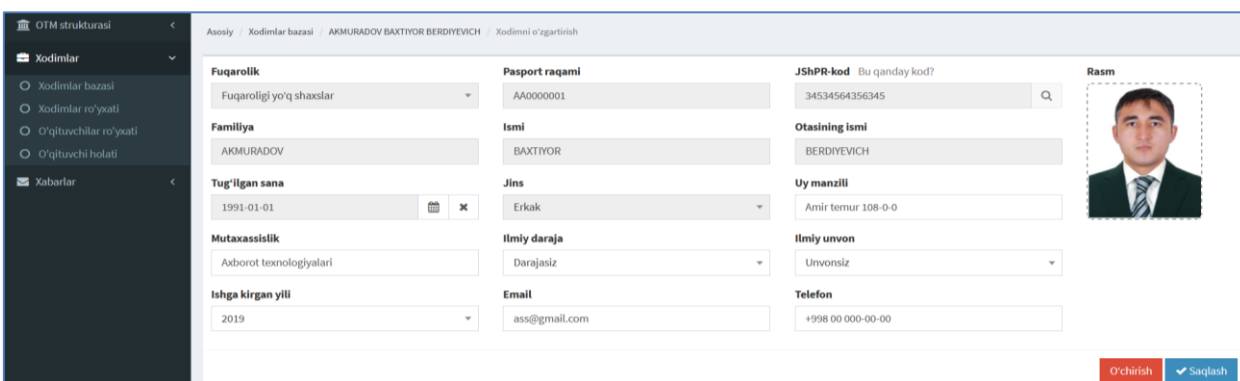 OTM strukturasi
Xodimlar
Xodimlar bazasi
Xodimlar ro'yxati
O'qituvchilar ro'yxati
O'qituvchi holati
Xabarlar
Asosiy / Xodimlar bazasi / AKMURADOV BAXTIYOR BERDIYEVICH / Xodimni o'zgartirish
Fuqarolik Pasport raqami JShPR-kod Bu qanday kod? Rasm
Fuqaroligi yo'q shaxslar AA0000001 34534564356345
Familiya Ismi Otasining ismi
AKMURADOV BAXTIYOR BERDIYEVICH
Tug'ilgan sana Jins Uy manzili
1991-01-01 Erkak Amir temur 108-0-0
Mutaxassislik Ilmiy daraja Ilmiy unvon
Axborot texnologiyalari Darajasiz Unvonsiz
Ishga kirgan yili Email Telefon
2019 ass@gmail.com +998 00 000-00-00
O'chirish Saqlash